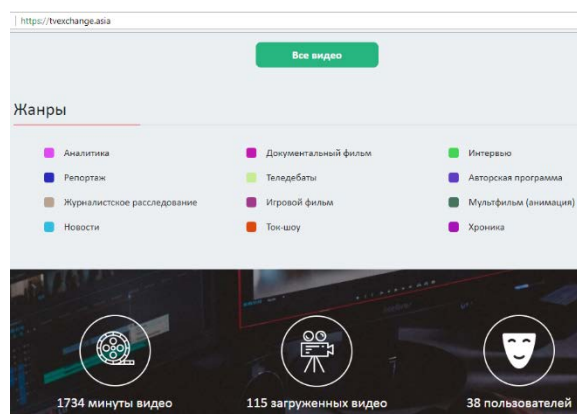 https://tvexchange.asia
Все видео
Жанры
Аналитика
Документальный фильм
Интервью
Репортаж
Теледебаты
Авторская программа
Журналистское расследование
Игровой фильм
Мультфильм (анимация)
Новости
Ток-шоу
Хроника
1734 минуты видео
115 загруженных видео
38 пользователей